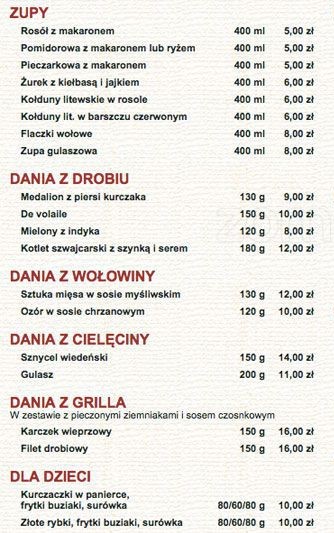 ZUPY
Rosół z makaronem 400 ml 5,00 zł
Pomidorowa z makaronem lub ryżem 400 ml 5,00 zł
Pieczarkowa z makaronem 400 ml 5,00 zł
Żurek z kiełbasą i jajkiem 400 ml 6,00 zł
Kołduny litewskie w rosole 400 ml 6,00 zł
Kołduny lit. w barszczu czerwonym 400 ml 6,00 zł
Flaczki wołowe 400 ml 8,00 zł
Zupa gulaszowa 400 ml 8,00 zł
DANIA Z DROBIU
Medalion z piersi kurczaka 130 g 9,00 zł
De volaile 150 g 10,00 zł
Mielony z indyka 120 g 8,00 zł
Kotlet szwajcarski z szynką i serem 180 g 12,00 zł
DANIA Z WOŁOWINY
Sztuka mięsa w sosie myśliwskim 130 g 12,00 zł
Ozór w sosie chrzanowym 120 g 10,00 zł
DANIA Z CIELĘCINY
Sznycel wiedeński 150 g 14,00 zł
Gulasz 200 g 11,00 zł
DANIA Z GRILLA
W zestawie z pieczonymi ziemniakami i sosem czosnkowym
Karczek wieprzowy 150 g 16,00 zł
Filet drobiowy 150 g 16,00 zł
DLA DZIECI
Kurczaczki w panierce,
frytki buziaki, surówka 80/60/80 g 10,00 zł
Złote rybki, frytki buziaki, surówka 80/60/80 g 10,00 zł